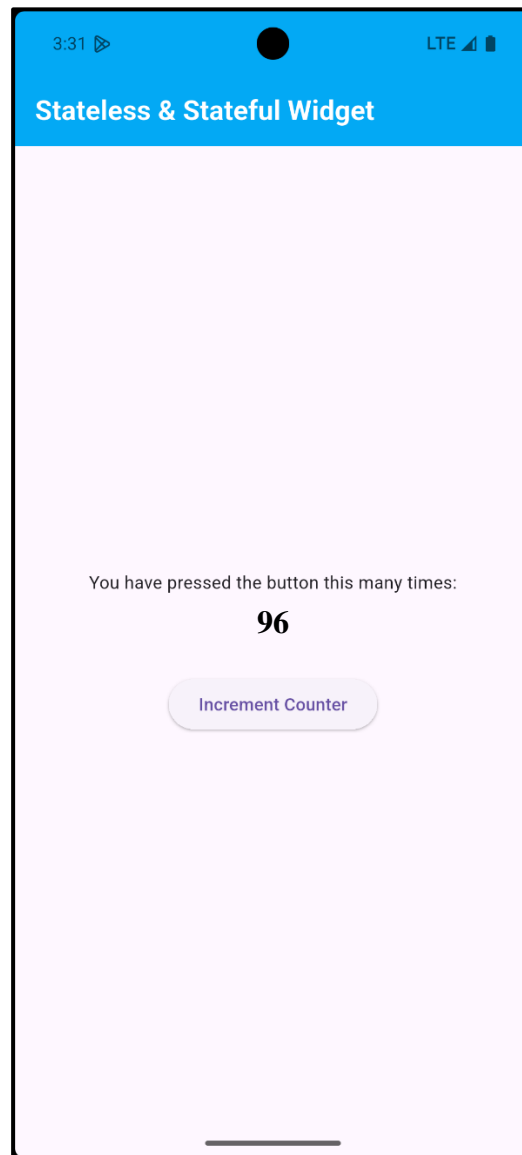 3:31 LTE
Stateless & Stateful Widget
You have pressed the button this many times:
96
Increment Counter